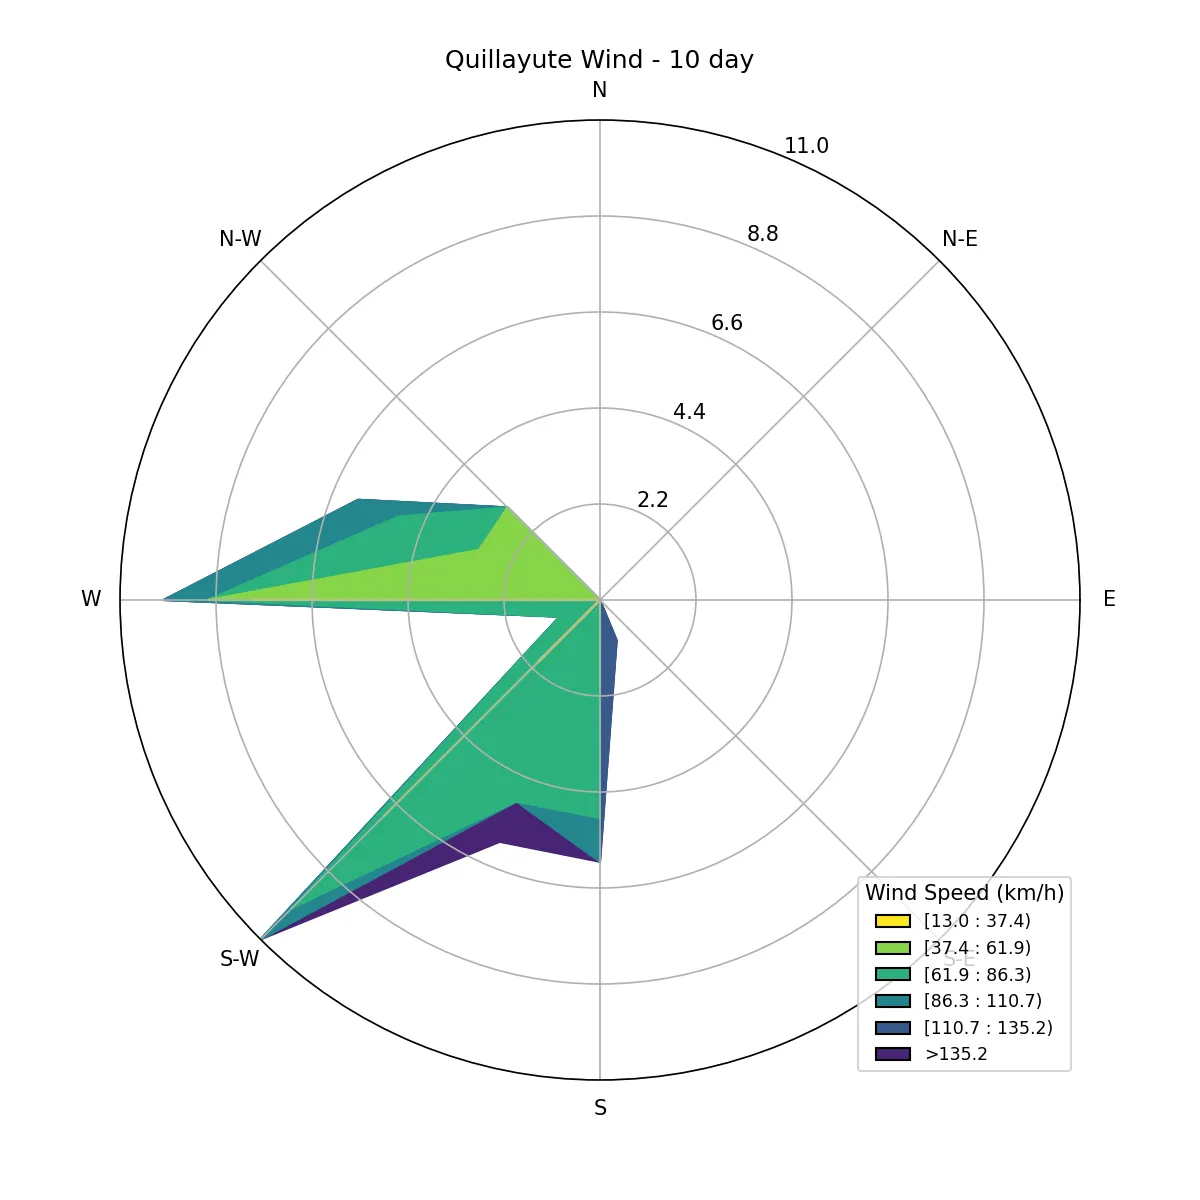 Quillayute Wind - 10 day
N
11.0
N-W
8.8
N-E
6.6
4.4
2.2
W
E
S-W
S-E
Wind Speed (km/h)
[13.0 : 37.4)
[37.4 : 61.9)
[61.9 : 86.3)
[86.3 : 110.7)
[110.7 : 135.2)
>135.2
S